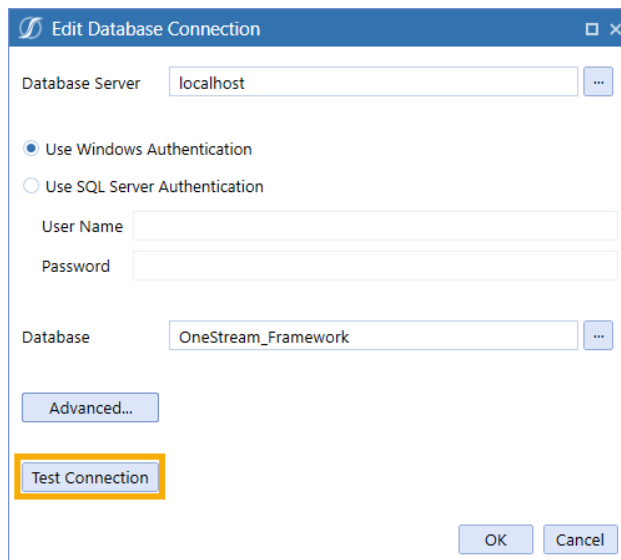 Edit Database Connection
Database Server localhost ...
Use Windows Authentication
Use SQL Server Authentication
User Name
Password
Database OneStream_Framework ...
Advanced...
Test Connection
OK Cancel